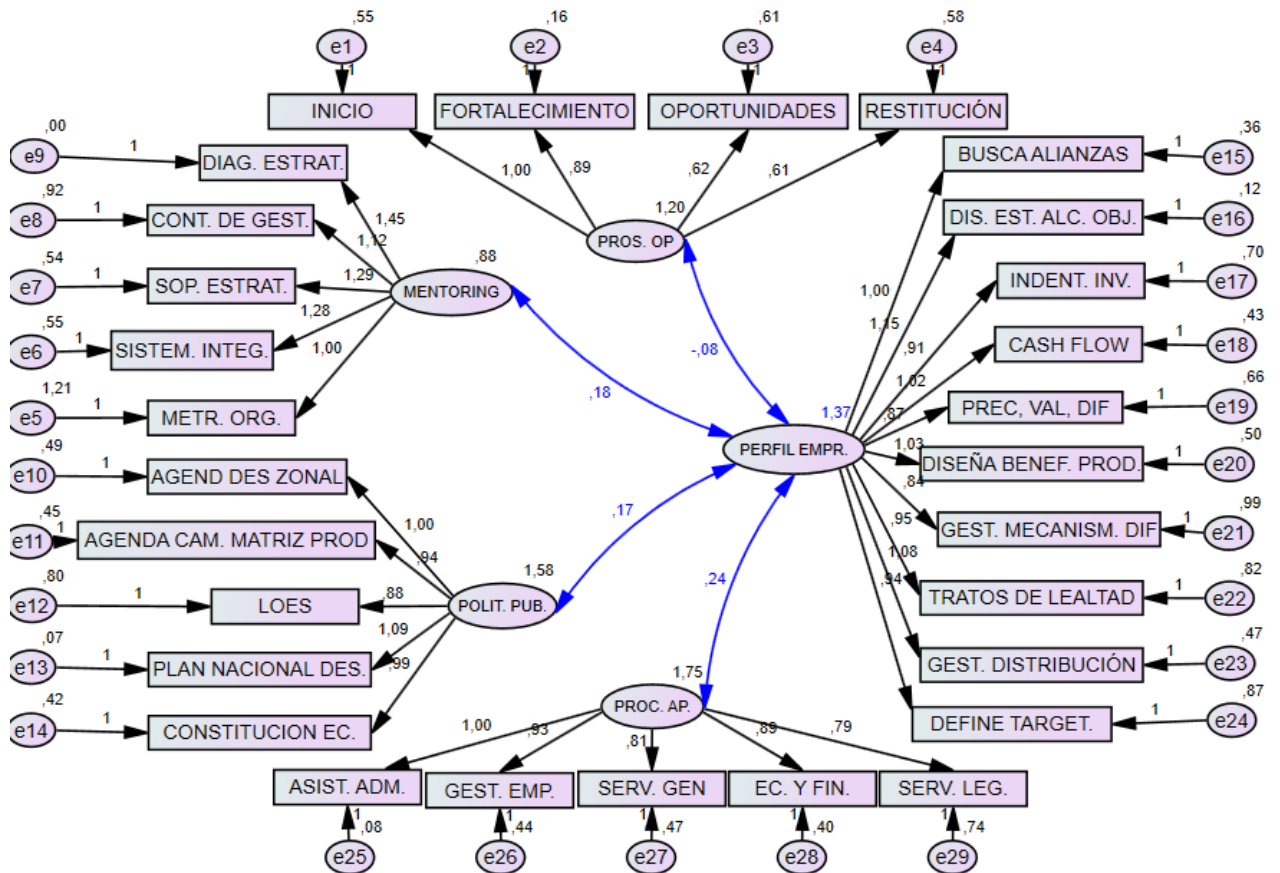 ,55
,16
,61
,58
e1
e2
e3
e4
1
1
1
1
INICIO
FORTALECIMIENTO
OPORTUNIDADES
RESTITUCIÓN
1,00
,89
,62
,61
1,20
PROS. OP
,00
e9
1
DIAG. ESTRAT.
,92
e8
1
CONT. DE GEST.
,54
e7
1
SOP. ESTRAT.
,55
e6
1
SISTEM. INTEG.
1,21
e5
1
METR. ORG.
1,45
1,12
1,29
1,28
1,00
,88
MENTORING
,49
e10
1
AGEND DES ZONAL
,45
e11
1
AGENDA CAM. MATRIZ PROD
,80
e12
1
LOES
,07
e13
1
PLAN NACIONAL DES.
,42
e14
1
CONSTITUCION EC.
1,00
,94
,88
1,09
,99
1,58
POLIT. PUB.
-,08
,18
,17
,24
1,37
PERFIL EMPR.
1,00
1,15
,91
1,02
,87
1,03
,84
,95
1,08
,94
BUSCA ALIANZAS
1
,36
e15
DIS. EST. ALC. OBJ.
1
,12
e16
INDENT. INV.
1
,70
e17
CASH FLOW
1
,43
e18
PREC, VAL, DIF
1
,66
e19
DISEÑA BENEF. PROD.
1
,50
e20
GEST. MECANISM. DIF
1
,99
e21
TRATOS DE LEALTAD
1
,82
e22
GEST. DISTRIBUCIÓN
1
,47
e23
DEFINE TARGET.
1
,87
e24
1,75
PROC. AP.
1,00
,93
,81
,89
,79
ASIST. ADM.
GEST. EMP.
SERV. GEN
EC. Y FIN.
SERV. LEG.
1
1
1
1
1
,08
,44
,47
,40
,74
e25
e26
e27
e28
e29